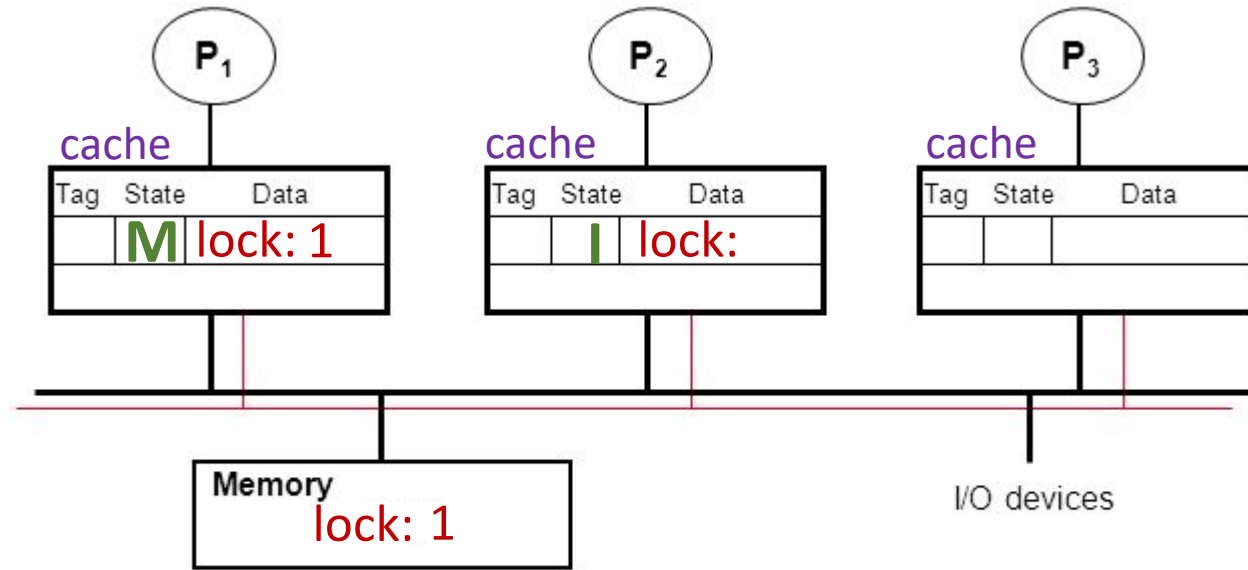 P1 P2 P3
cache cache cache
Tag State Data Tag State Data Tag State Data
M lock: 1 I lock:
Memory
lock: 1
I/O devices